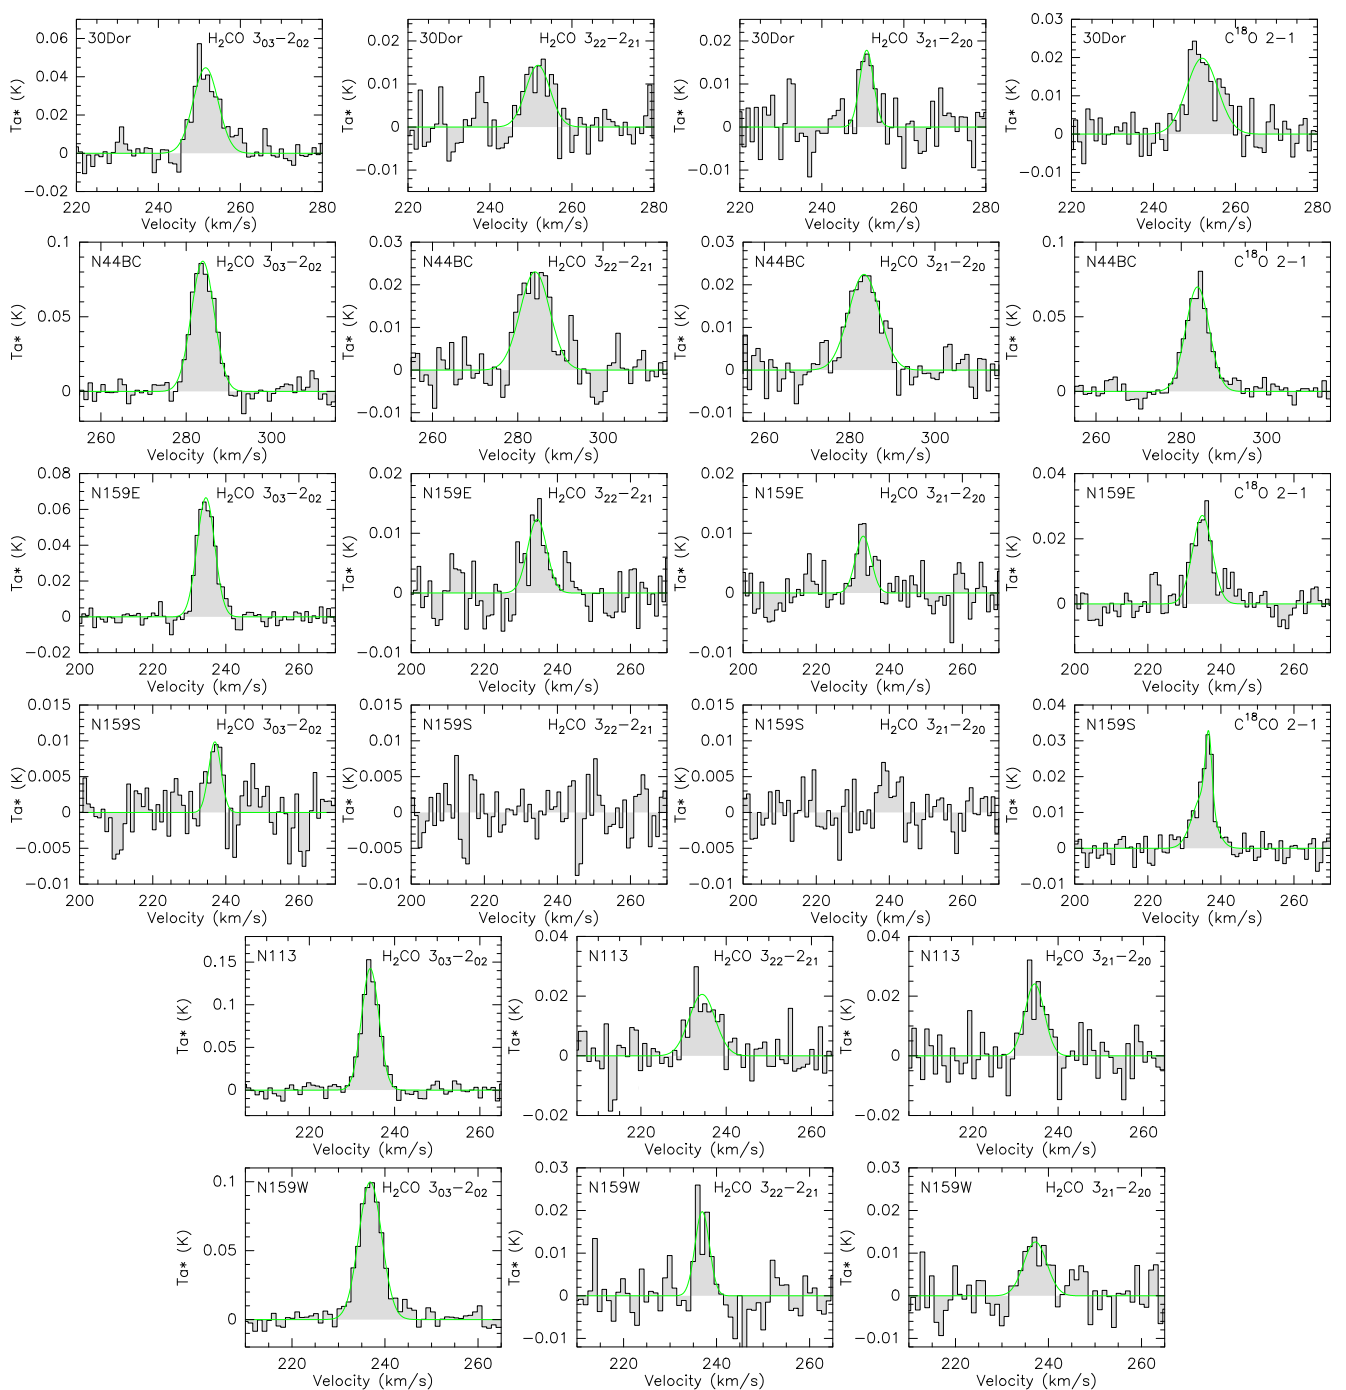 30Dor H₂CO 3₀₃−2₀₂
Ta* (K)
0.06
0.04
0.02
0
−0.02
220 240 260 280
Velocity (km/s)
30Dor H₂CO 3₂₂−2₂₁
Ta* (K)
0.02
0.01
0
−0.01
220 240 260 280
Velocity (km/s)
30Dor H₂CO 3₂₁−2₂₀
Ta* (K)
0.02
0.01
0
−0.01
220 240 260 280
Velocity (km/s)
30Dor C¹⁸O 2−1
Ta* (K)
0.03
0.02
0.01
0
−0.01
220 240 260 280
Velocity (km/s)
N44BC H₂CO 3₀₃−2₀₂
Ta* (K)
0.1
0.05
0
260 280 300
Velocity (km/s)
N44BC H₂CO 3₂₂−2₂₁
Ta* (K)
0.03
0.02
0.01
0
−0.01
260 280 300
Velocity (km/s)
N44BC H₂CO 3₂₁−2₂₀
Ta* (K)
0.03
0.02
0.01
0
−0.01
260 280 300
Velocity (km/s)
N44BC C¹⁸O 2−1
Ta* (K)
0.1
0.05
0
260 280 300
Velocity (km/s)
N159E H₂CO 3₀₃−2₀₂
Ta* (K)
0.08
0.06
0.04
0.02
0
−0.02
200 220 240 260
Velocity (km/s)
N159E H₂CO 3₂₂−2₂₁
Ta* (K)
0.02
0.01
0
−0.01
200 220 240 260
Velocity (km/s)
N159E H₂CO 3₂₁−2₂₀
Ta* (K)
0.02
0.01
0
−0.01
200 220 240 260
Velocity (km/s)
N159E C¹⁸O 2−1
Ta* (K)
0.04
0.02
0
200 220 240 260
Velocity (km/s)
N159S H₂CO 3₀₃−2₀₂
Ta* (K)
0.015
0.01
0.005
0
−0.005
−0.01
200 220 240 260
Velocity (km/s)
N159S H₂CO 3₂₂−2₂₁
Ta* (K)
0.015
0.01
0.005
0
−0.005
−0.01
200 220 240 260
Velocity (km/s)
N159S H₂CO 3₂₁−2₂₀
Ta* (K)
0.015
0.01
0.005
0
−0.005
−0.01
200 220 240 260
Velocity (km/s)
N159S C¹⁸CO 2−1
Ta* (K)
0.04
0.03
0.02
0.01
0
−0.01
200 220 240 260
Velocity (km/s)
N113 H₂CO 3₀₃−2₀₂
Ta* (K)
0.15
0.1
0.05
0
220 240 260
Velocity (km/s)
N113 H₂CO 3₂₂−2₂₁
Ta* (K)
0.04
0.02
0
−0.02
220 240 260
Velocity (km/s)
N113 H₂CO 3₂₁−2₂₀
Ta* (K)
0.04
0.02
0
−0.02
220 240 260
Velocity (km/s)
N159W H₂CO 3₀₃−2₀₂
Ta* (K)
0.1
0.05
0
220 240 260
Velocity (km/s)
N159W H₂CO 3₂₂−2₂₁
Ta* (K)
0.03
0.02
0.01
0
−0.01
220 240 260
Velocity (km/s)
N159W H₂CO 3₂₁−2₂₀
Ta* (K)
0.03
0.02
0.01
0
−0.01
220 240 260
Velocity (km/s)